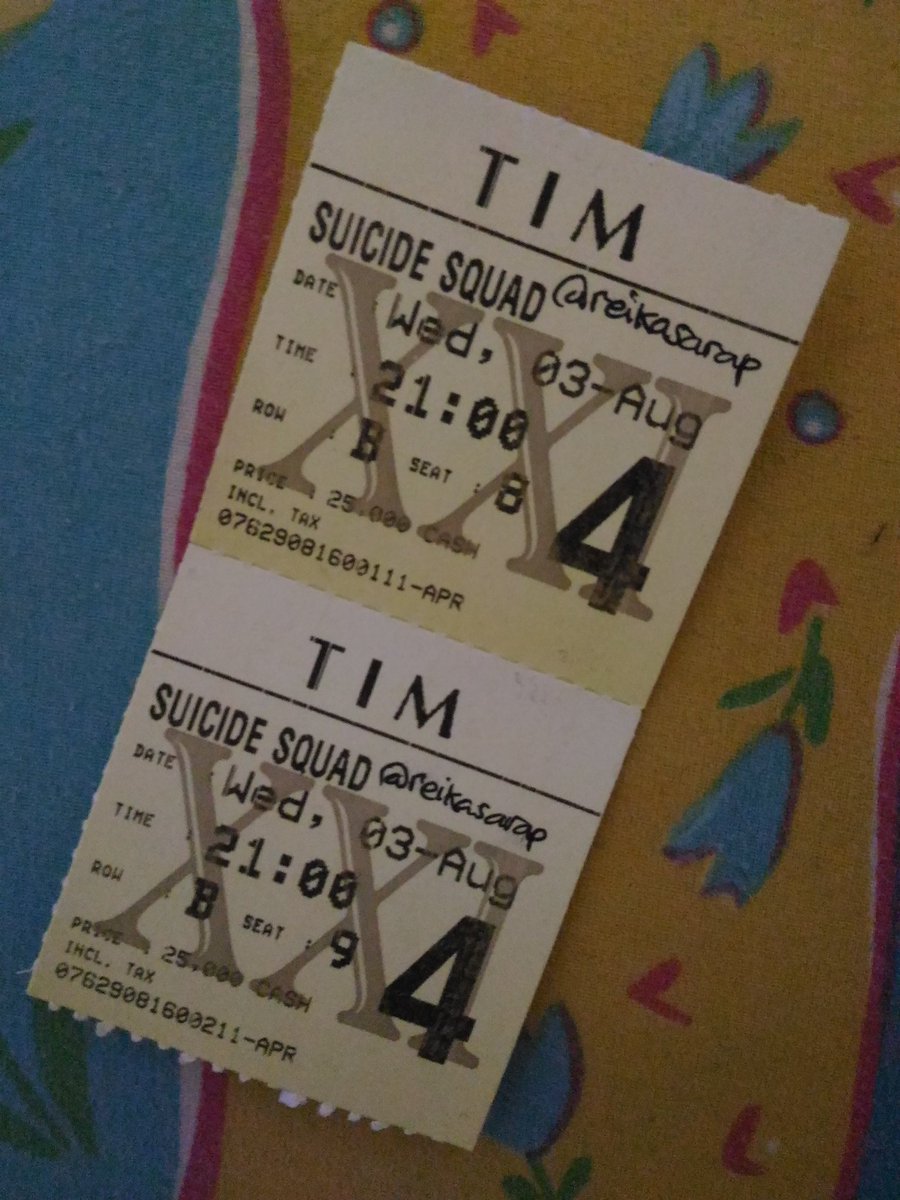 TIM
SUICIDE SQUAD @reikasarap
DATE : Wed, 03-Aug
TIME : 21:00
ROW : B SEAT : 8
PRICE : 25.000 CASH
INCL. TAX
07629081600111-APR
XXI
4
TIM
SUICIDE SQUAD @reikasarap
DATE : Wed, 03-Aug
TIME : 21:00
ROW : B SEAT : 9
PRICE : 25.000 CASH
INCL. TAX
07629081600211-APR
XXI
4